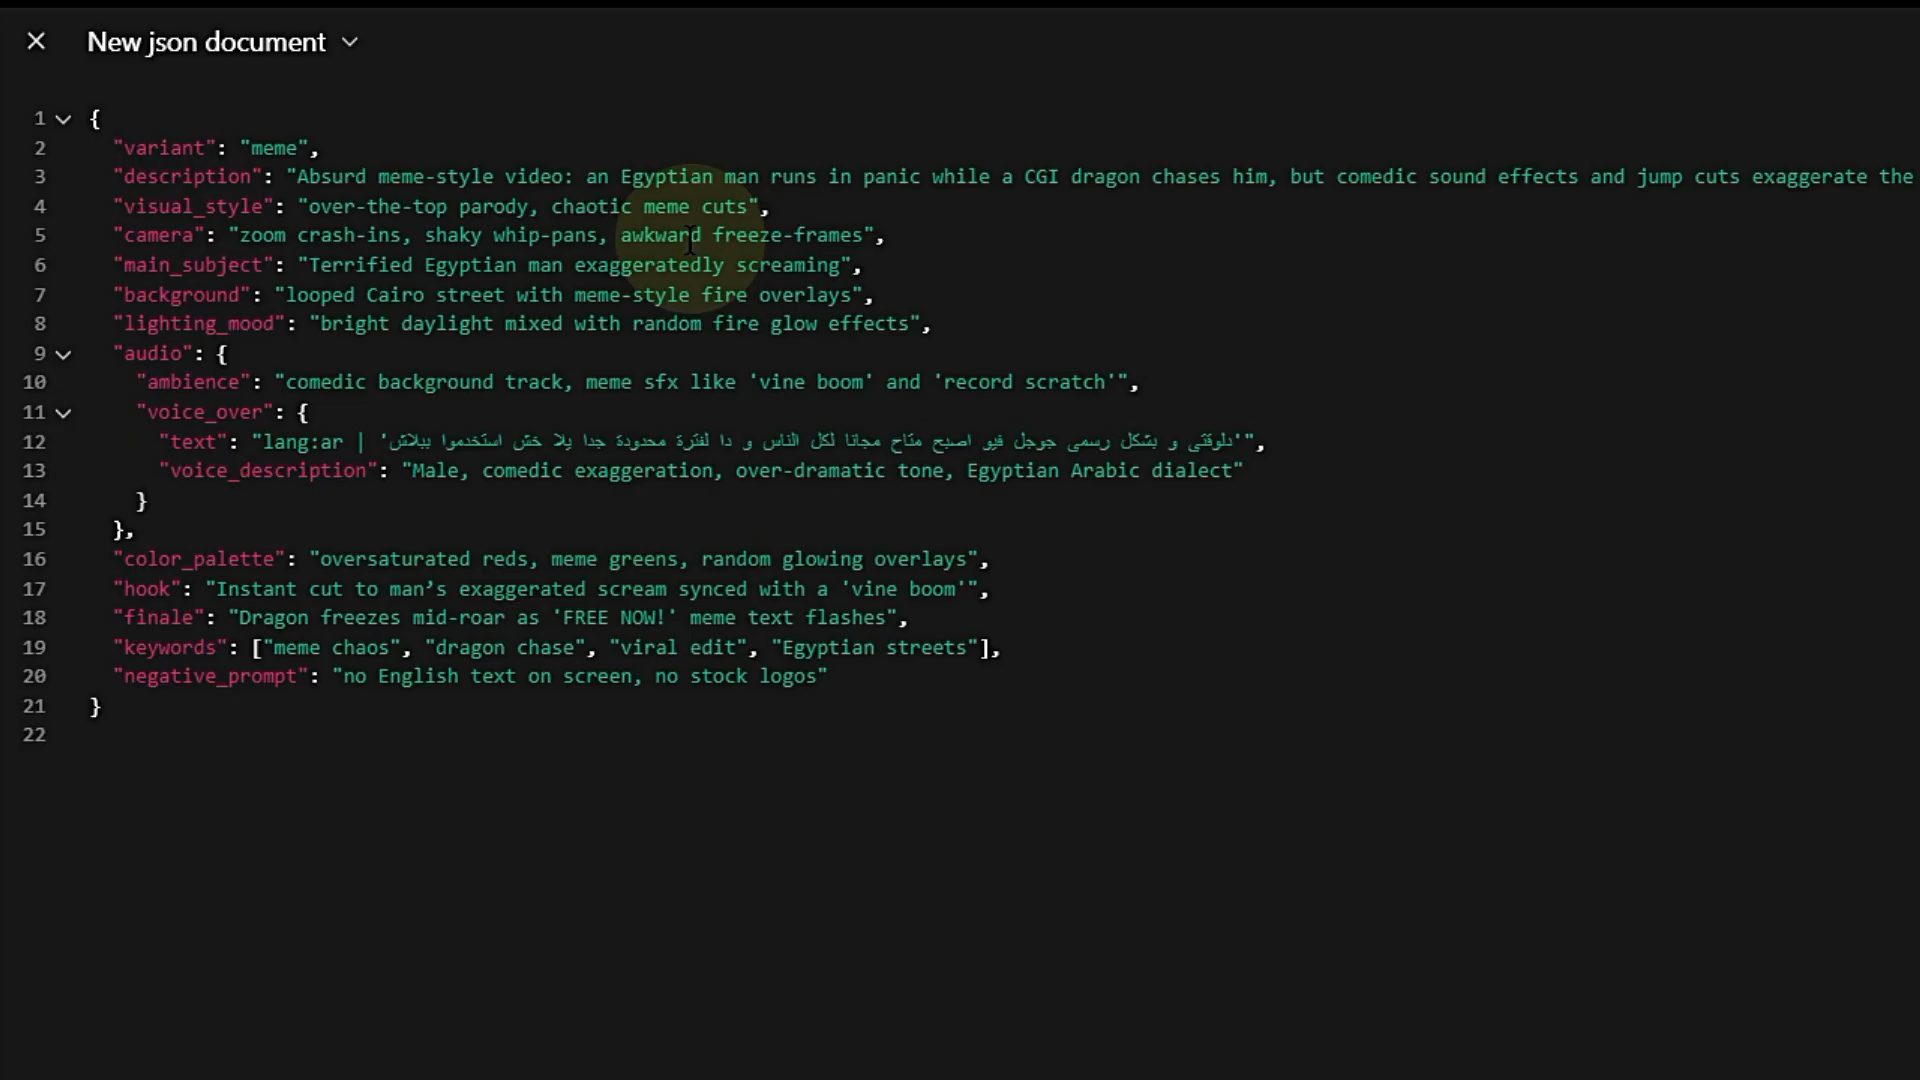 New json document
1 {
2 "variant": "meme",
3 "description": "Absurd meme-style video: an Egyptian man runs in panic while a CGI dragon chases him, but comedic sound effects and jump cuts exaggerate the
4 "visual_style": "over-the-top parody, chaotic meme cuts",
5 "camera": "zoom crash-ins, shaky whip-pans, awkward freeze-frames",
6 "main_subject": "Terrified Egyptian man exaggeratedly screaming",
7 "background": "looped Cairo street with meme-style fire overlays",
8 "lighting_mood": "bright daylight mixed with random fire glow effects",
9 "audio": {
10 "ambience": "comedic background track, meme sfx like 'vine boom' and 'record scratch'",
11 "voice_over": {
12 "text": "lang:ar | 'دلوقتى و بشكل رسمى جوجل فيو اصبح متاح مجانا لكل الناس و دا لفترة محدودة جدا يلا خش استخدموا ببلاش'",
13 "voice_description": "Male, comedic exaggeration, over-dramatic tone, Egyptian Arabic dialect"
14 }
15 },
16 "color_palette": "oversaturated reds, meme greens, random glowing overlays",
17 "hook": "Instant cut to man’s exaggerated scream synced with a 'vine boom'",
18 "finale": "Dragon freezes mid-roar as 'FREE NOW!' meme text flashes",
19 "keywords": ["meme chaos", "dragon chase", "viral edit", "Egyptian streets"],
20 "negative_prompt": "no English text on screen, no stock logos"
21 }
22